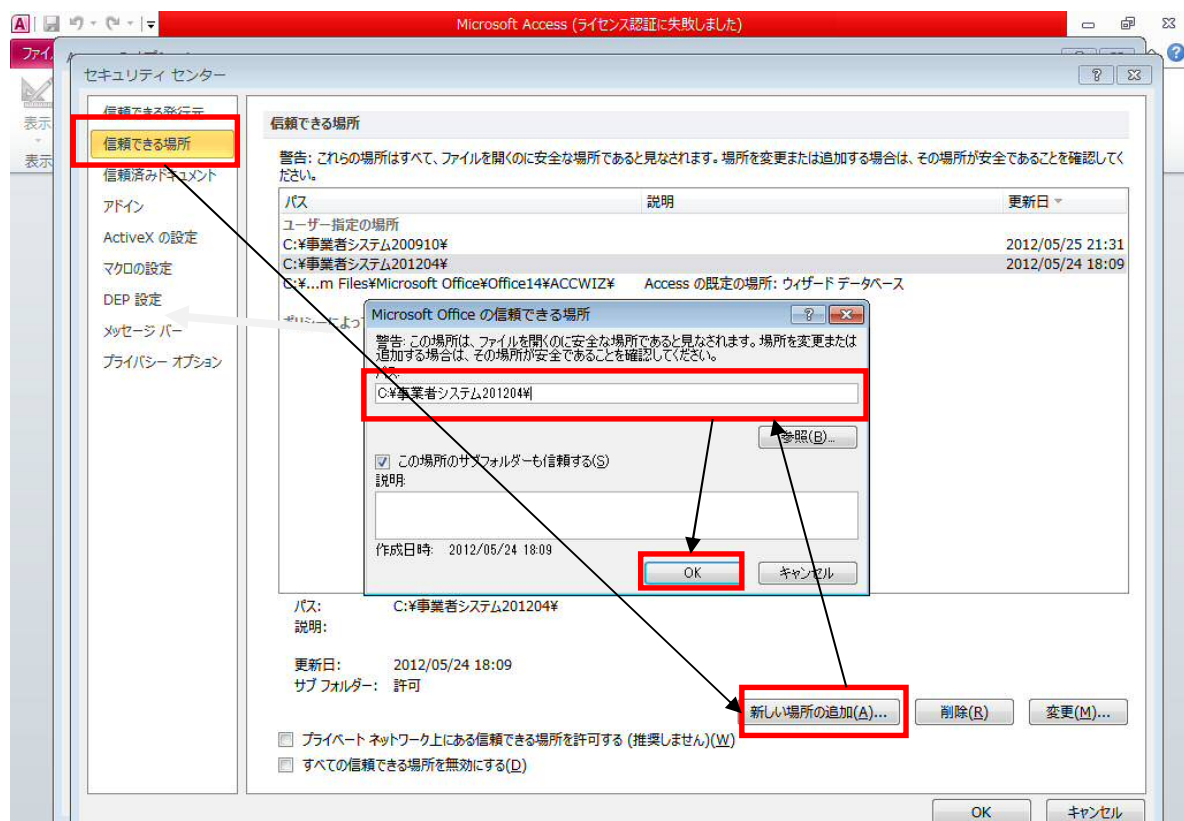 Microsoft Access (ライセンス認証に失敗しました)
ファイ
表示
表示
セキュリティ センター
信頼できる発行元
信頼できる場所
信頼済みドキュメント
アドイン
ActiveX の設定
マクロの設定
DEP 設定
メッセージ バー
プライバシー オプション
信頼できる場所
警告: これらの場所はすべて、ファイルを開くのに安全な場所であると見なされます。場所を変更または追加する場合は、その場所が安全であることを確認してく
ださい。
パス 説明 更新日
ユーザー指定の場所
C:¥事業者システム200910¥ 2012/05/25 21:31
C:¥事業者システム201204¥ 2012/05/24 18:09
C:¥...m Files¥Microsoft Office¥Office14¥ACCWIZ¥ Access の既定の場所: ウィザード データベース
ポリシーによっ
Microsoft Office の信頼できる場所
警告: この場所は、ファイルを開くのに安全な場所であると見なされます。場所を変更または
追加する場合は、その場所が安全であることを確認してください。
パス:
C:¥事業者システム201204¥
参照(B)...
この場所のサブフォルダーも信頼する(S)
説明:
作成日時: 2012/05/24 18:09
OK キャンセル
パス: C:¥事業者システム201204¥
説明:
更新日: 2012/05/24 18:09
サブ フォルダー: 許可
新しい場所の追加(A)... 削除(R) 変更(M)...
プライベート ネットワーク上にある信頼できる場所を許可する (推奨しません)(W)
すべての信頼できる場所を無効にする(D)
OK キャンセル